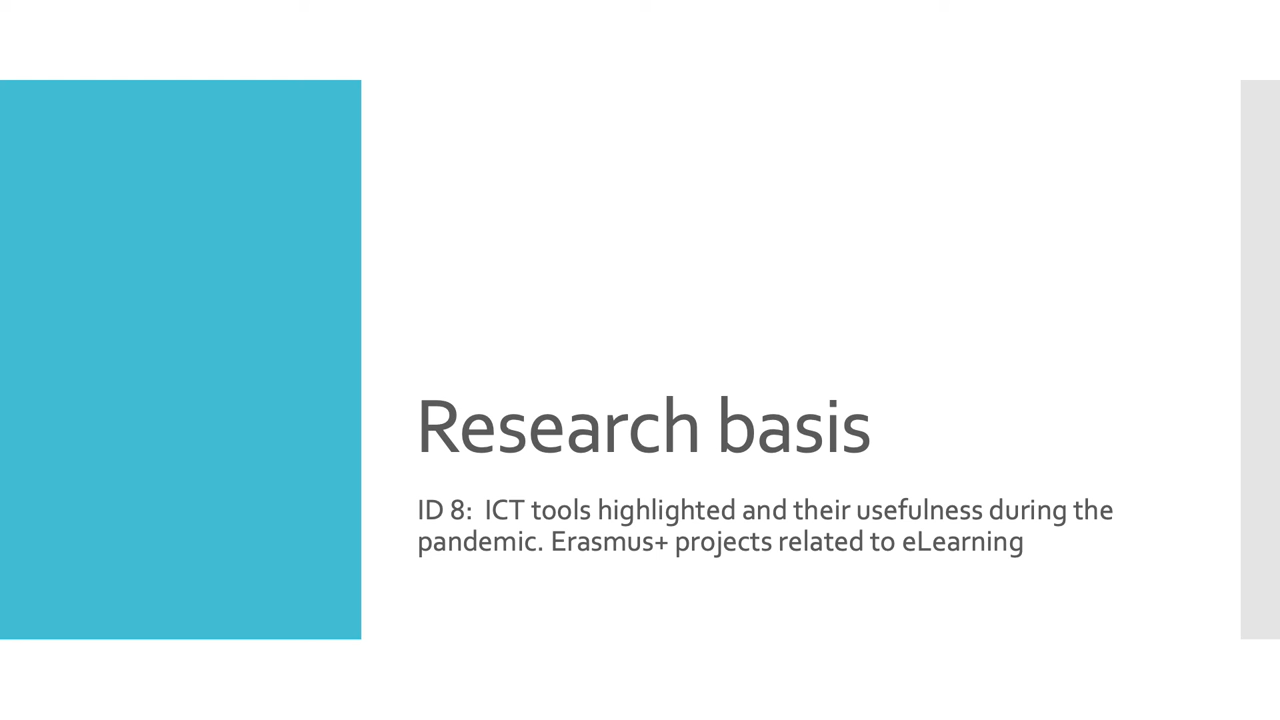 Research basis
ID 8:  ICT tools highlighted and their usefulness during the
pandemic. Erasmus+ projects related to eLearning